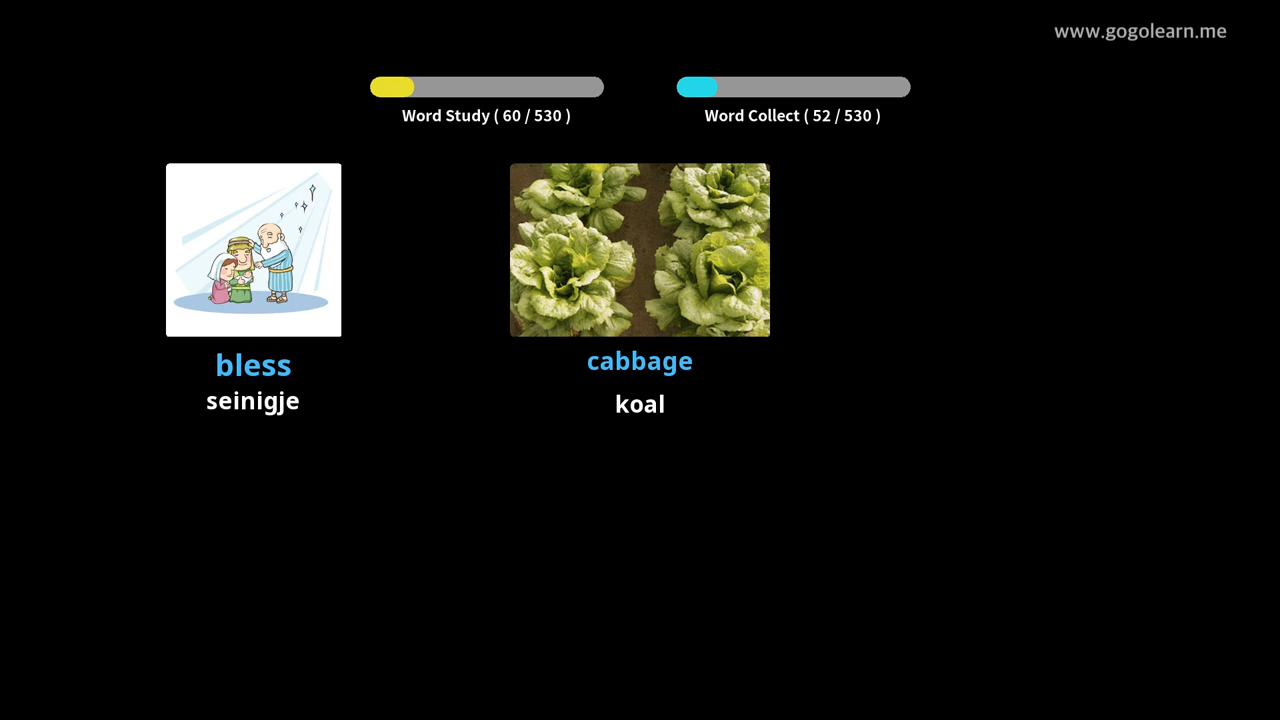 www.gogolearn.me
Word Study ( 60 / 530 )
Word Collect ( 52 / 530 )
bless
seinigje
cabbage
koal